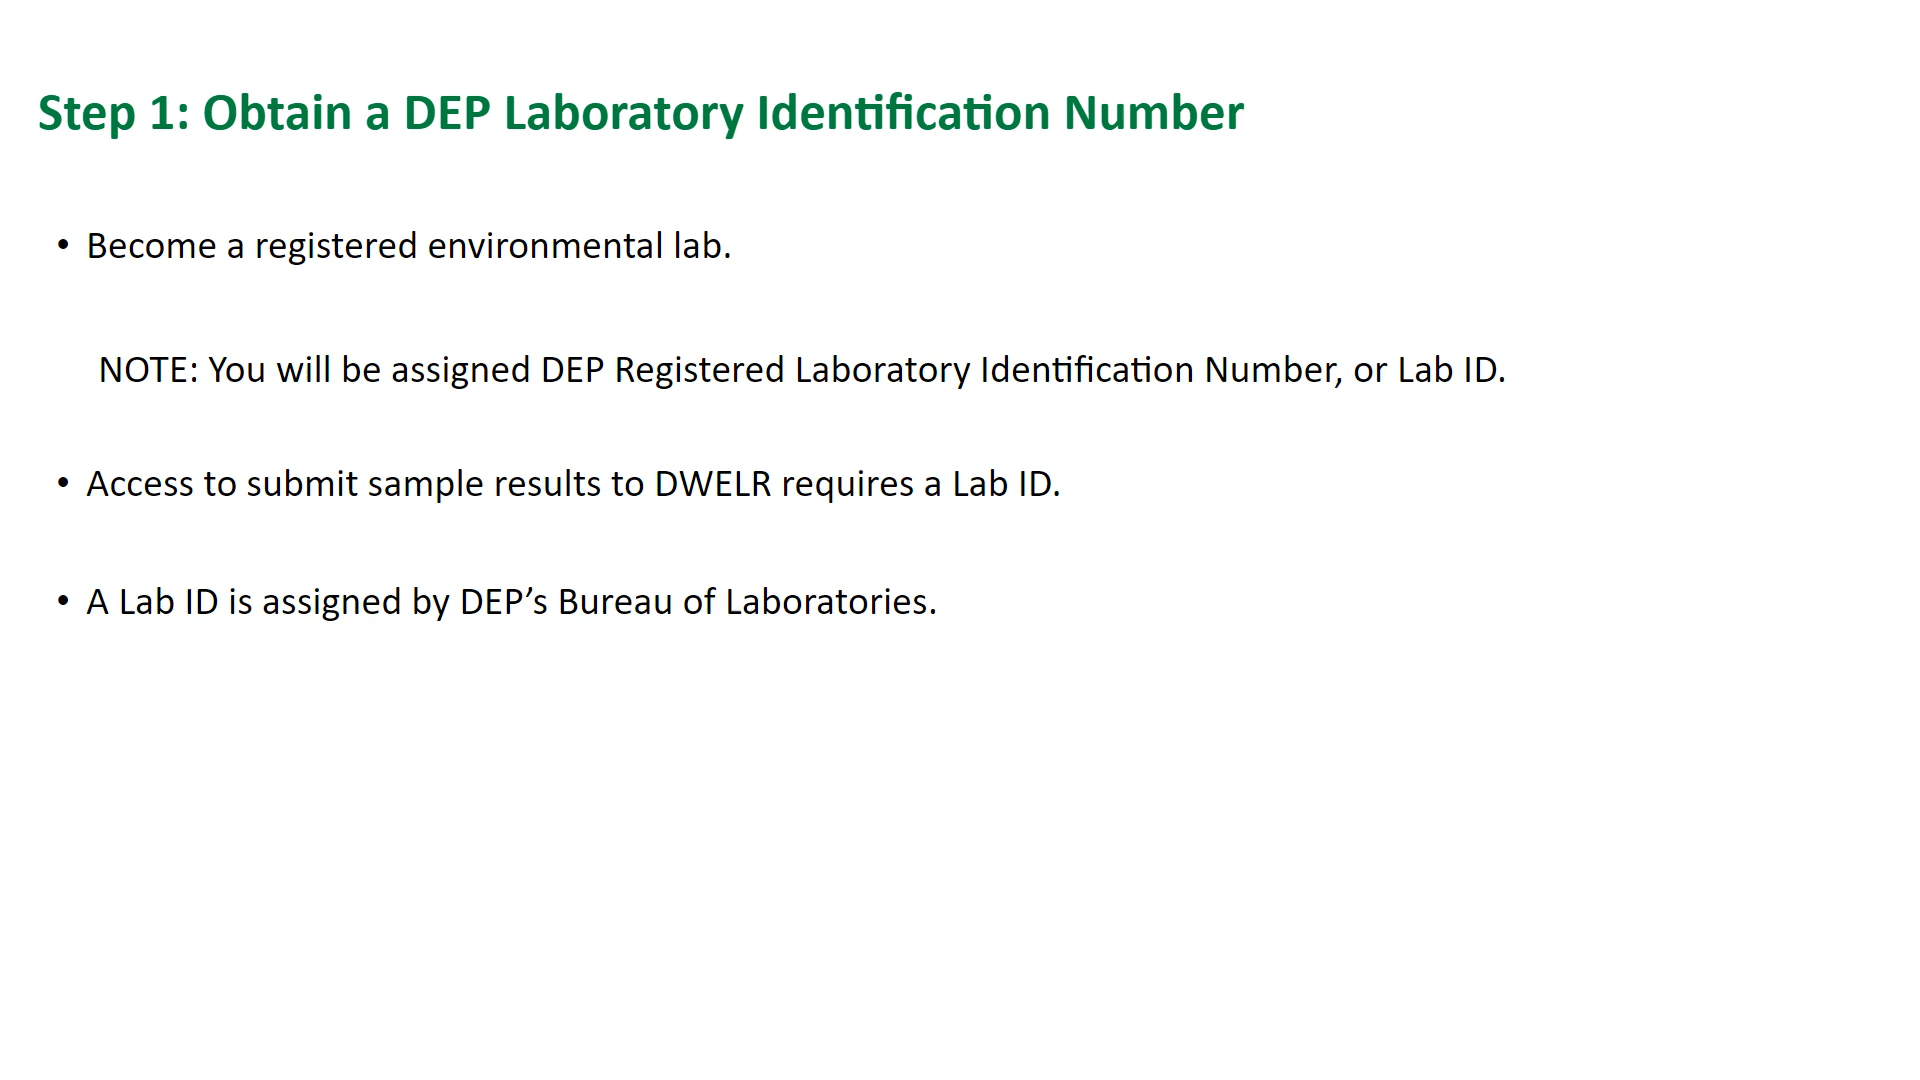 Step 1: Obtain a DEP Laboratory Identification Number
• Become a registered environmental lab.
NOTE: You will be assigned DEP Registered Laboratory Identification Number, or Lab ID.
• Access to submit sample results to DWELR requires a Lab ID.
• A Lab ID is assigned by DEP’s Bureau of Laboratories.